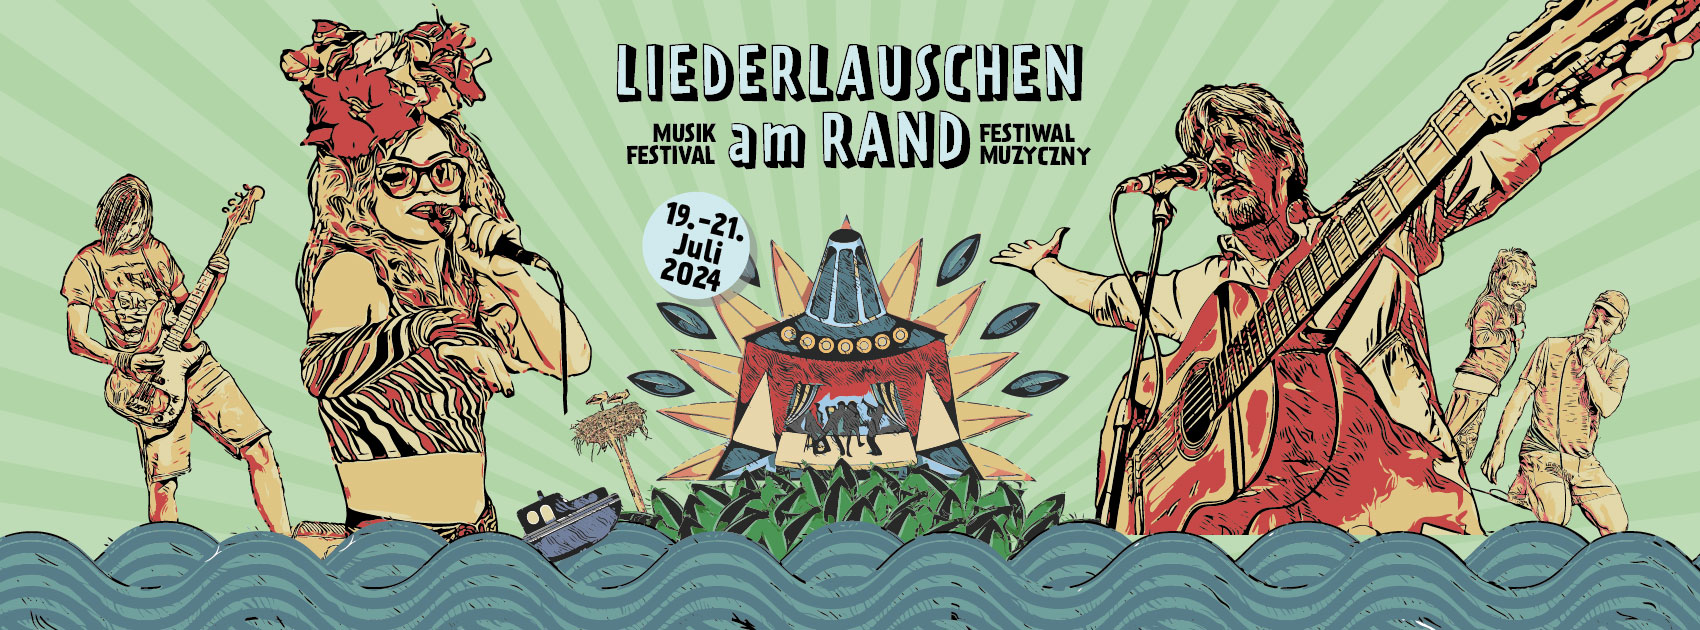 LIEDERLAUSCHEN
am RAND
MUSIK
FESTIVAL
FESTIWAL
MUZYCZNY
19.–21.
Juli
2024